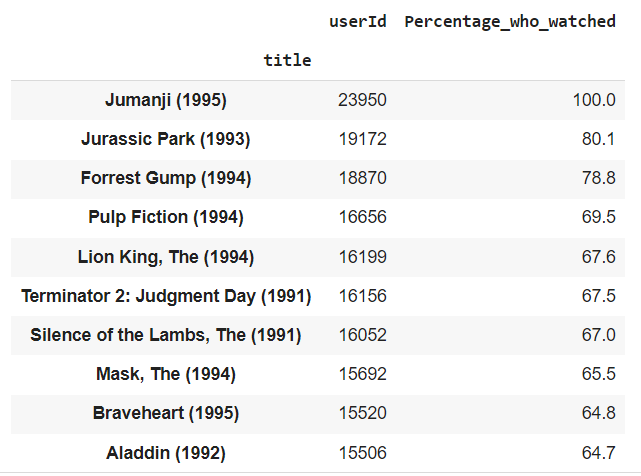 userId Percentage_who_watched
title
Jumanji (1995) 23950 100.0
Jurassic Park (1993) 19172 80.1
Forrest Gump (1994) 18870 78.8
Pulp Fiction (1994) 16656 69.5
Lion King, The (1994) 16199 67.6
Terminator 2: Judgment Day (1991) 16156 67.5
Silence of the Lambs, The (1991) 16052 67.0
Mask, The (1994) 15692 65.5
Braveheart (1995) 15520 64.8
Aladdin (1992) 15506 64.7